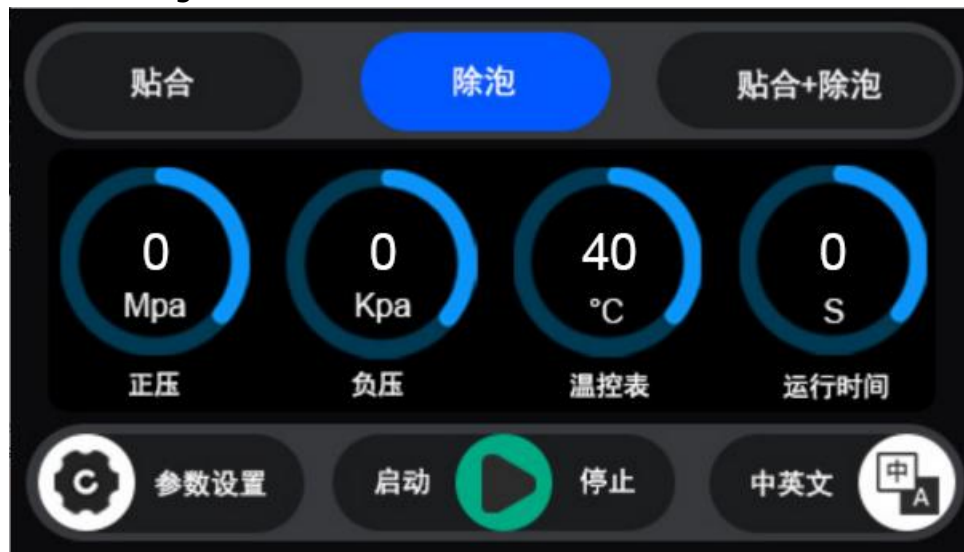 贴合 除泡 贴合+除泡
0 0 40 0
Mpa Kpa °C S
正压 负压 温控表 运行时间
C 参数设置 启动 停止 中英文 中 A